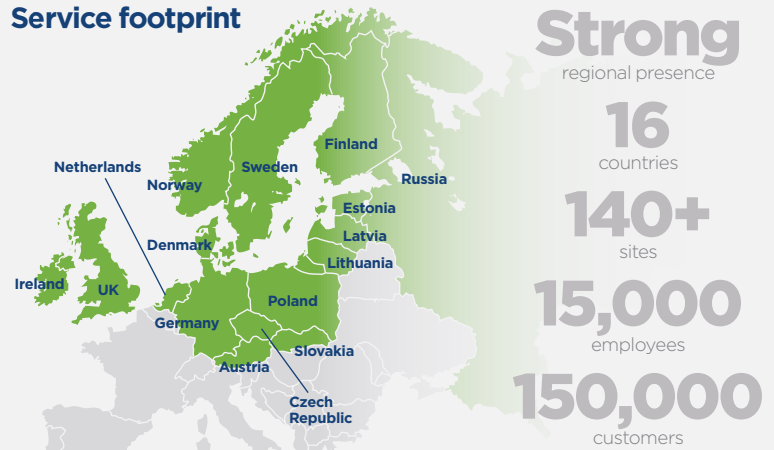 Service footprint
Strong
regional presence
16
countries
140+
sites
15,000
employees
150,000
customers
Finland
Netherlands
Sweden
Norway
Russia
Estonia
Latvia
Denmark
Lithuania
Ireland
UK
Poland
Germany
Slovakia
Austria
Czech
Republic